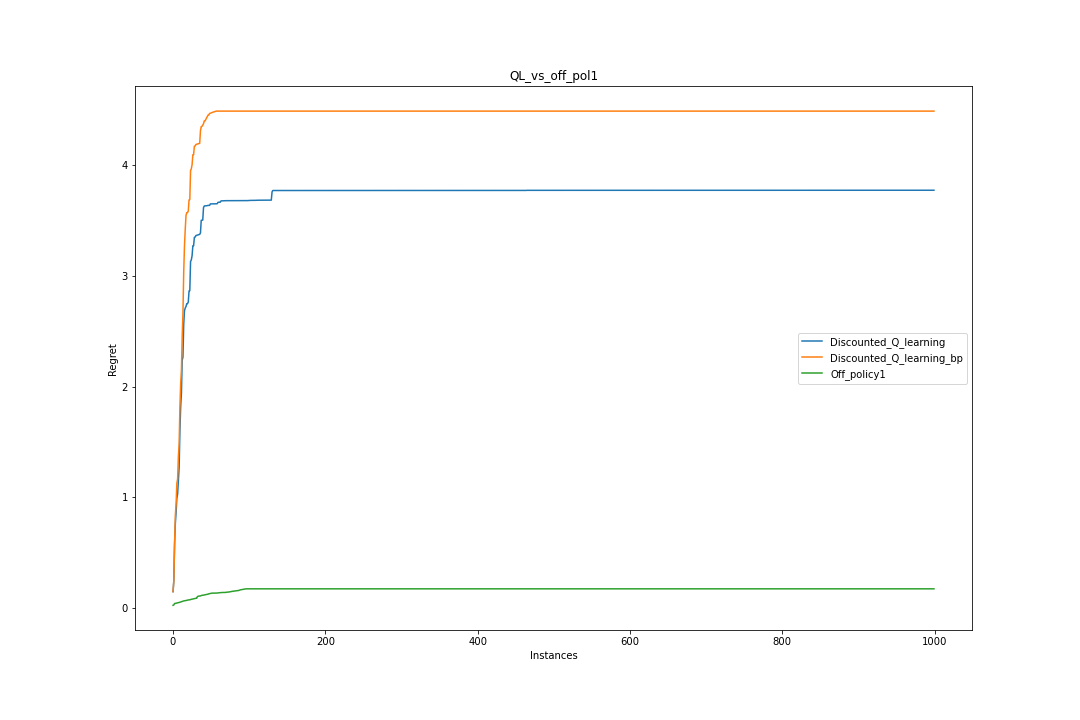 QL_vs_off_pol1
4
3
2
1
0
Regret
Discounted_Q_learning
Discounted_Q_learning_bp
Off_policy1
0 200 400 600 800 1000
Instances